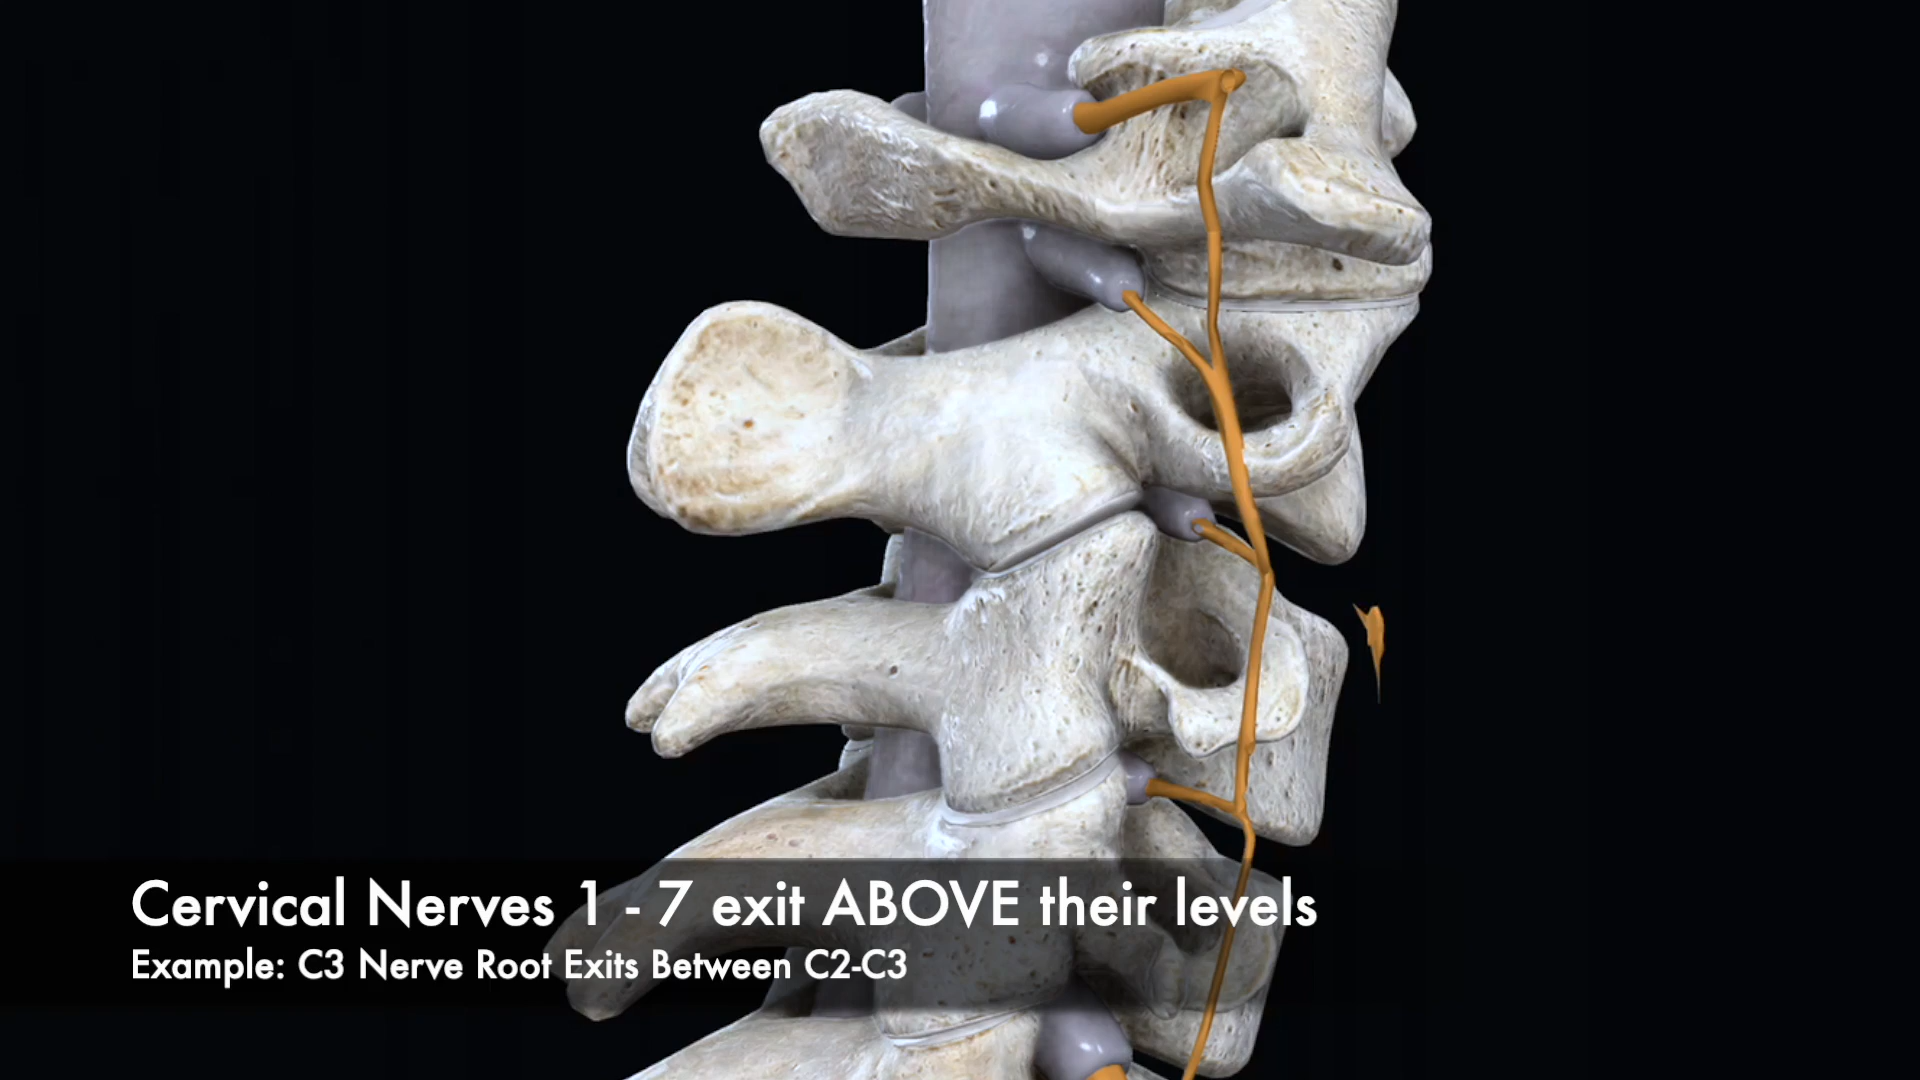 Cervical Nerves 1 - 7 exit ABOVE their levels
Example: C3 Nerve Root Exits Between C2-C3